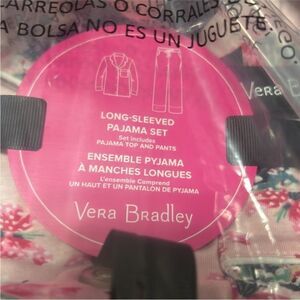 CARREOLAS O CORRALES
LA BOLSA NO ES UN JUGUETE.
VERA
LONG-SLEEVED
PAJAMA SET
Set includes
PAJAMA TOP AND PANTS
ENSEMBLE PYJAMA
À MANCHES LONGUES
L'ensemble Comprend
UN HAUT ET UN PANTALON DE PYJAMA
Vera Bradley